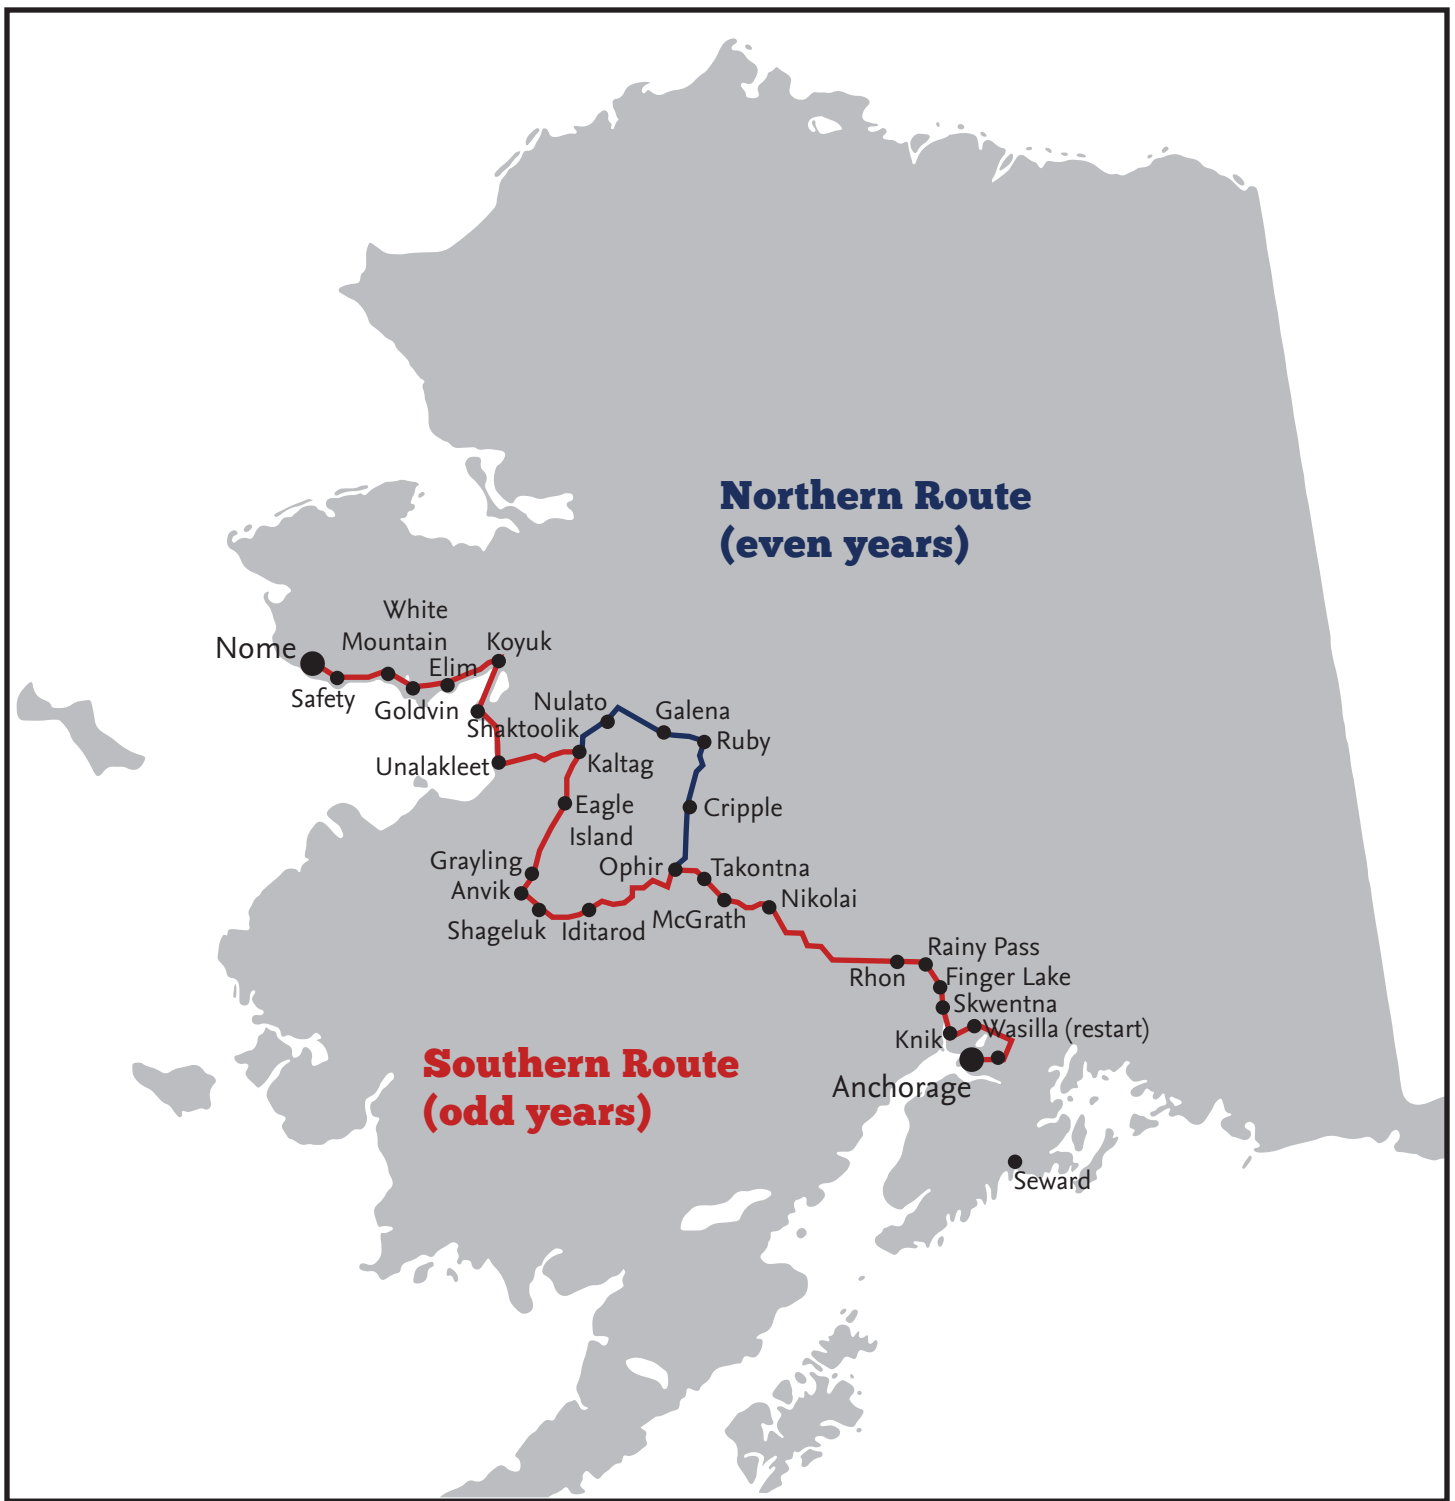 Northern Route
(even years)
White
Mountain
Nome
Koyuk
Elim
Safety
Goldvin
Shaktoolik
Nulato
Galena
Ruby
Unalakleet
Kaltag
Eagle
Island
Cripple
Grayling
Ophir
Takontna
Anvik
Nikolai
McGrath
Shageluk
Iditarod
Rainy Pass
Rhon
Finger Lake
Skwentna
Wasilla (restart)
Knik
Southern Route
(odd years)
Anchorage
Seward